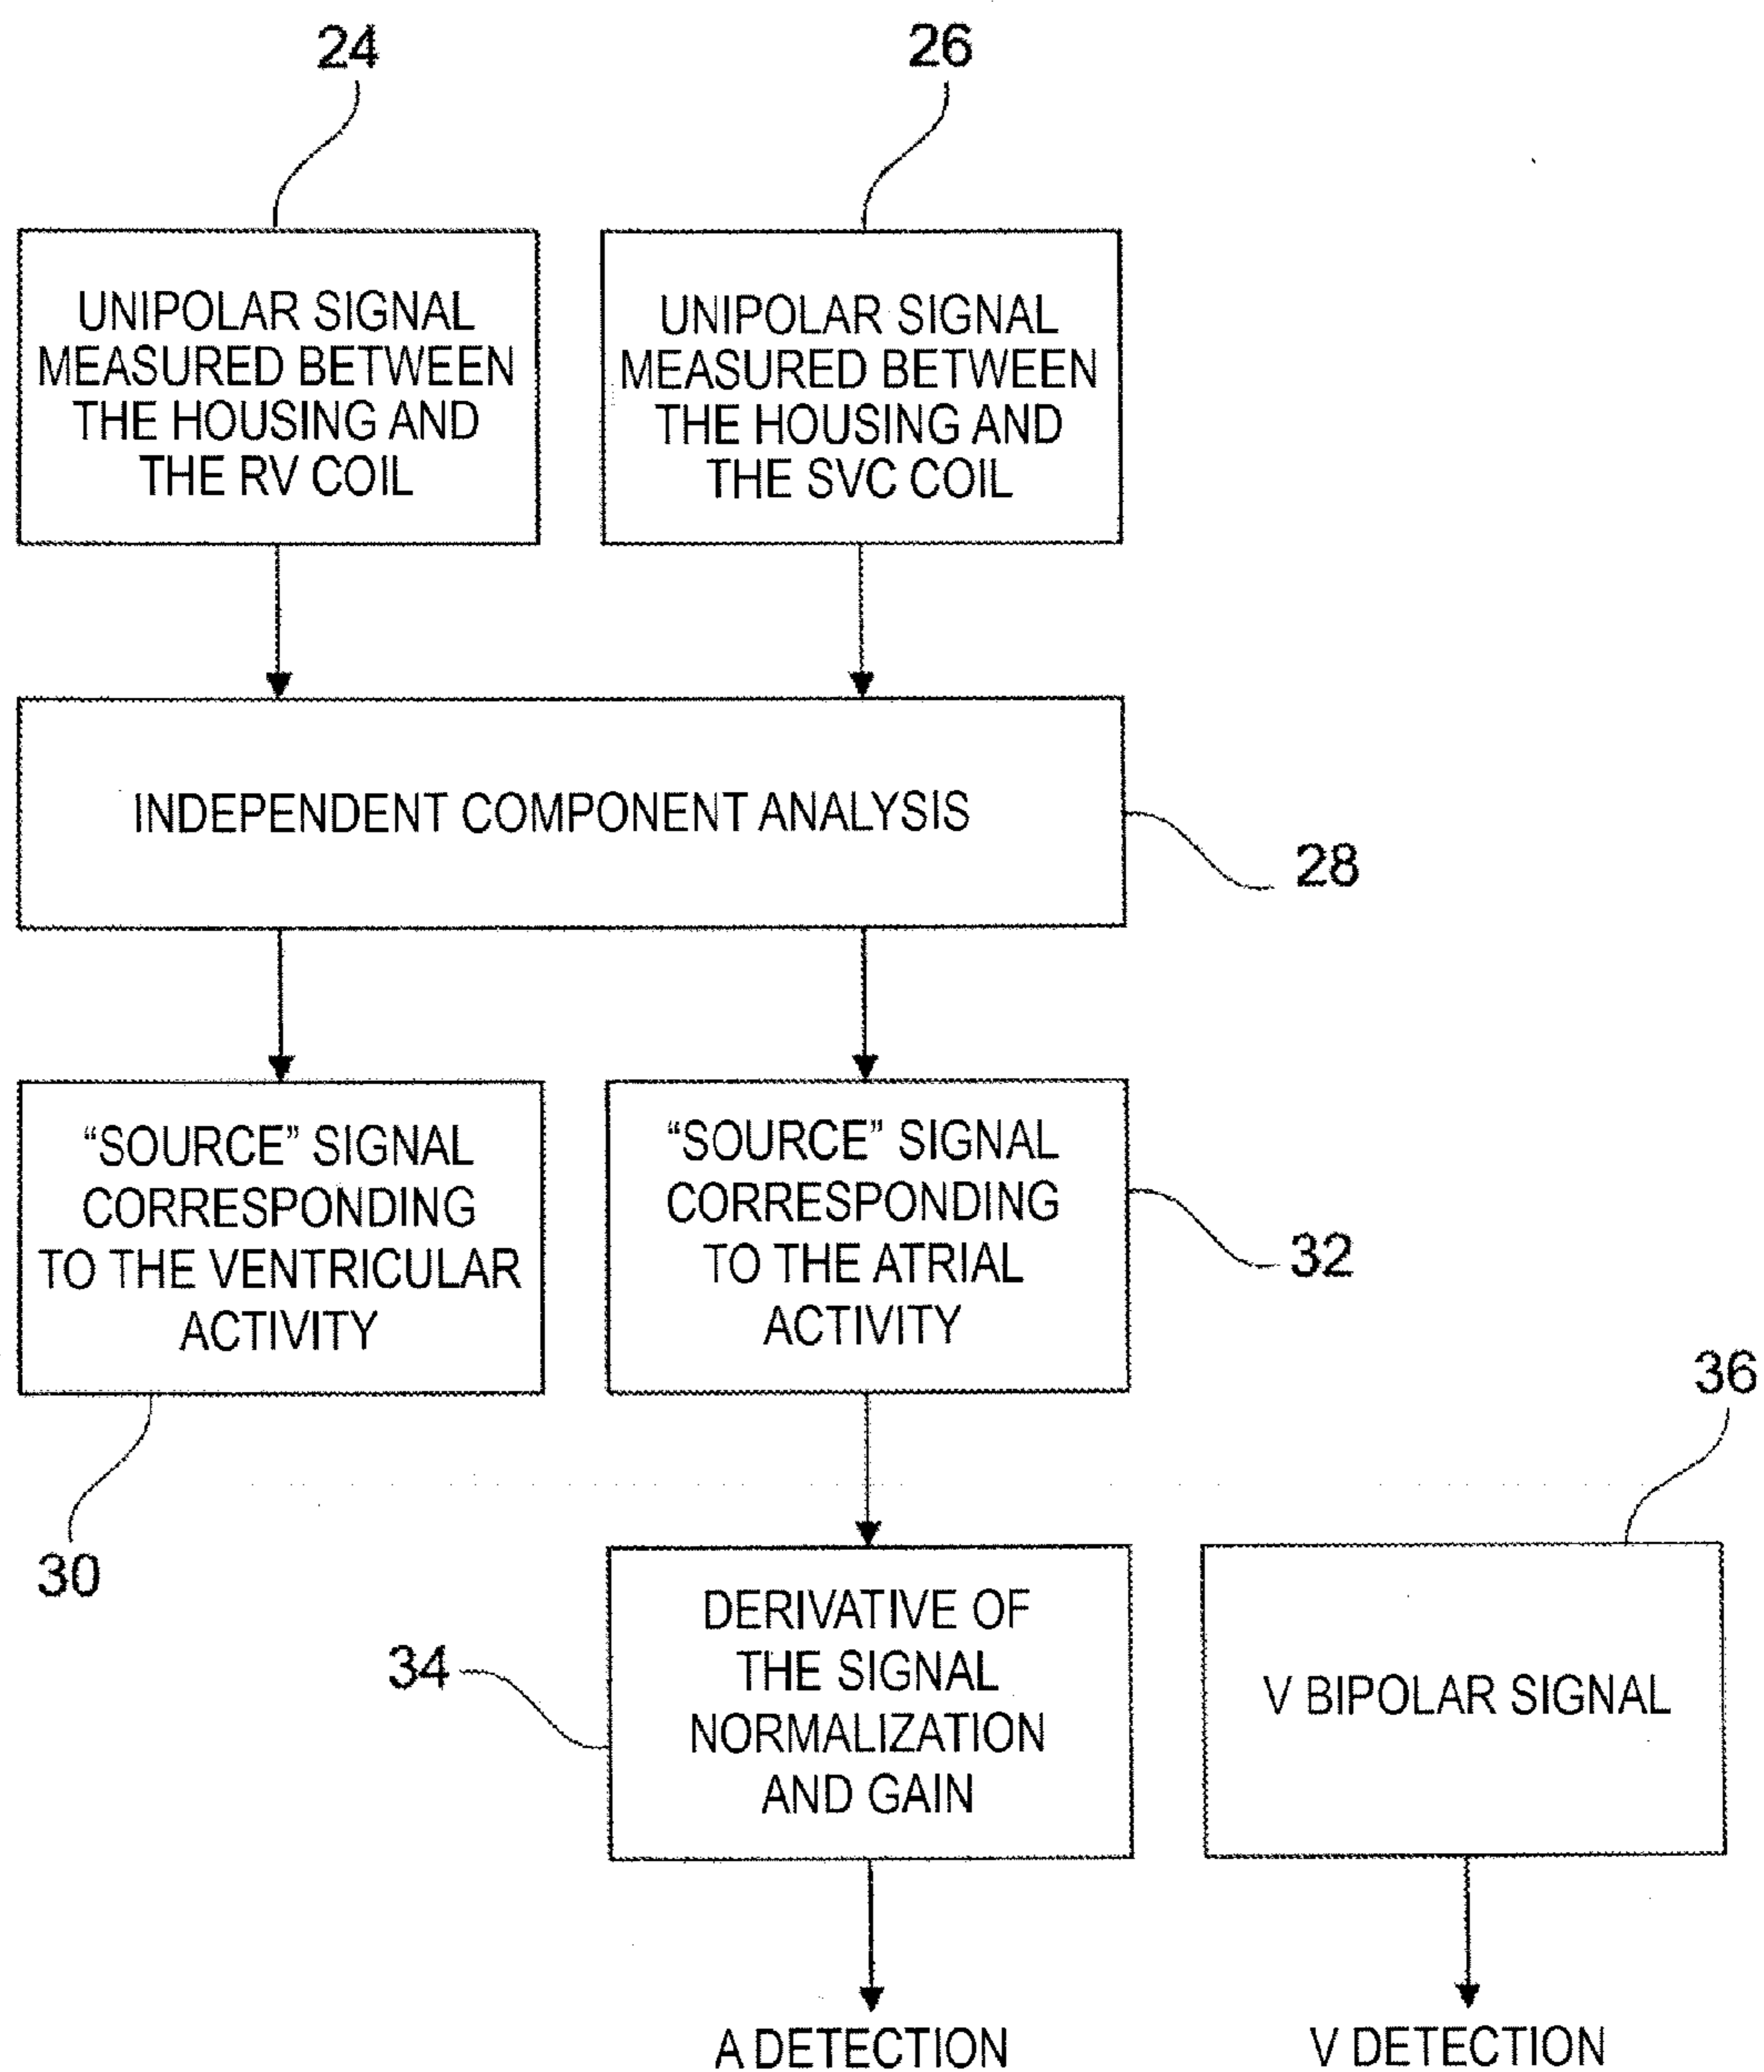 24
26
UNIPOLAR SIGNAL
MEASURED BETWEEN
THE HOUSING AND
THE RV COIL
UNIPOLAR SIGNAL
MEASURED BETWEEN
THE HOUSING AND
THE SVC COIL
INDEPENDENT COMPONENT ANALYSIS
28
“SOURCE” SIGNAL
CORRESPONDING
TO THE VENTRICULAR
ACTIVITY
“SOURCE” SIGNAL
CORRESPONDING
TO THE ATRIAL
ACTIVITY
32
30
36
34
DERIVATIVE OF
THE SIGNAL
NORMALIZATION
AND GAIN
V BIPOLAR SIGNAL
A DETECTION
V DETECTION